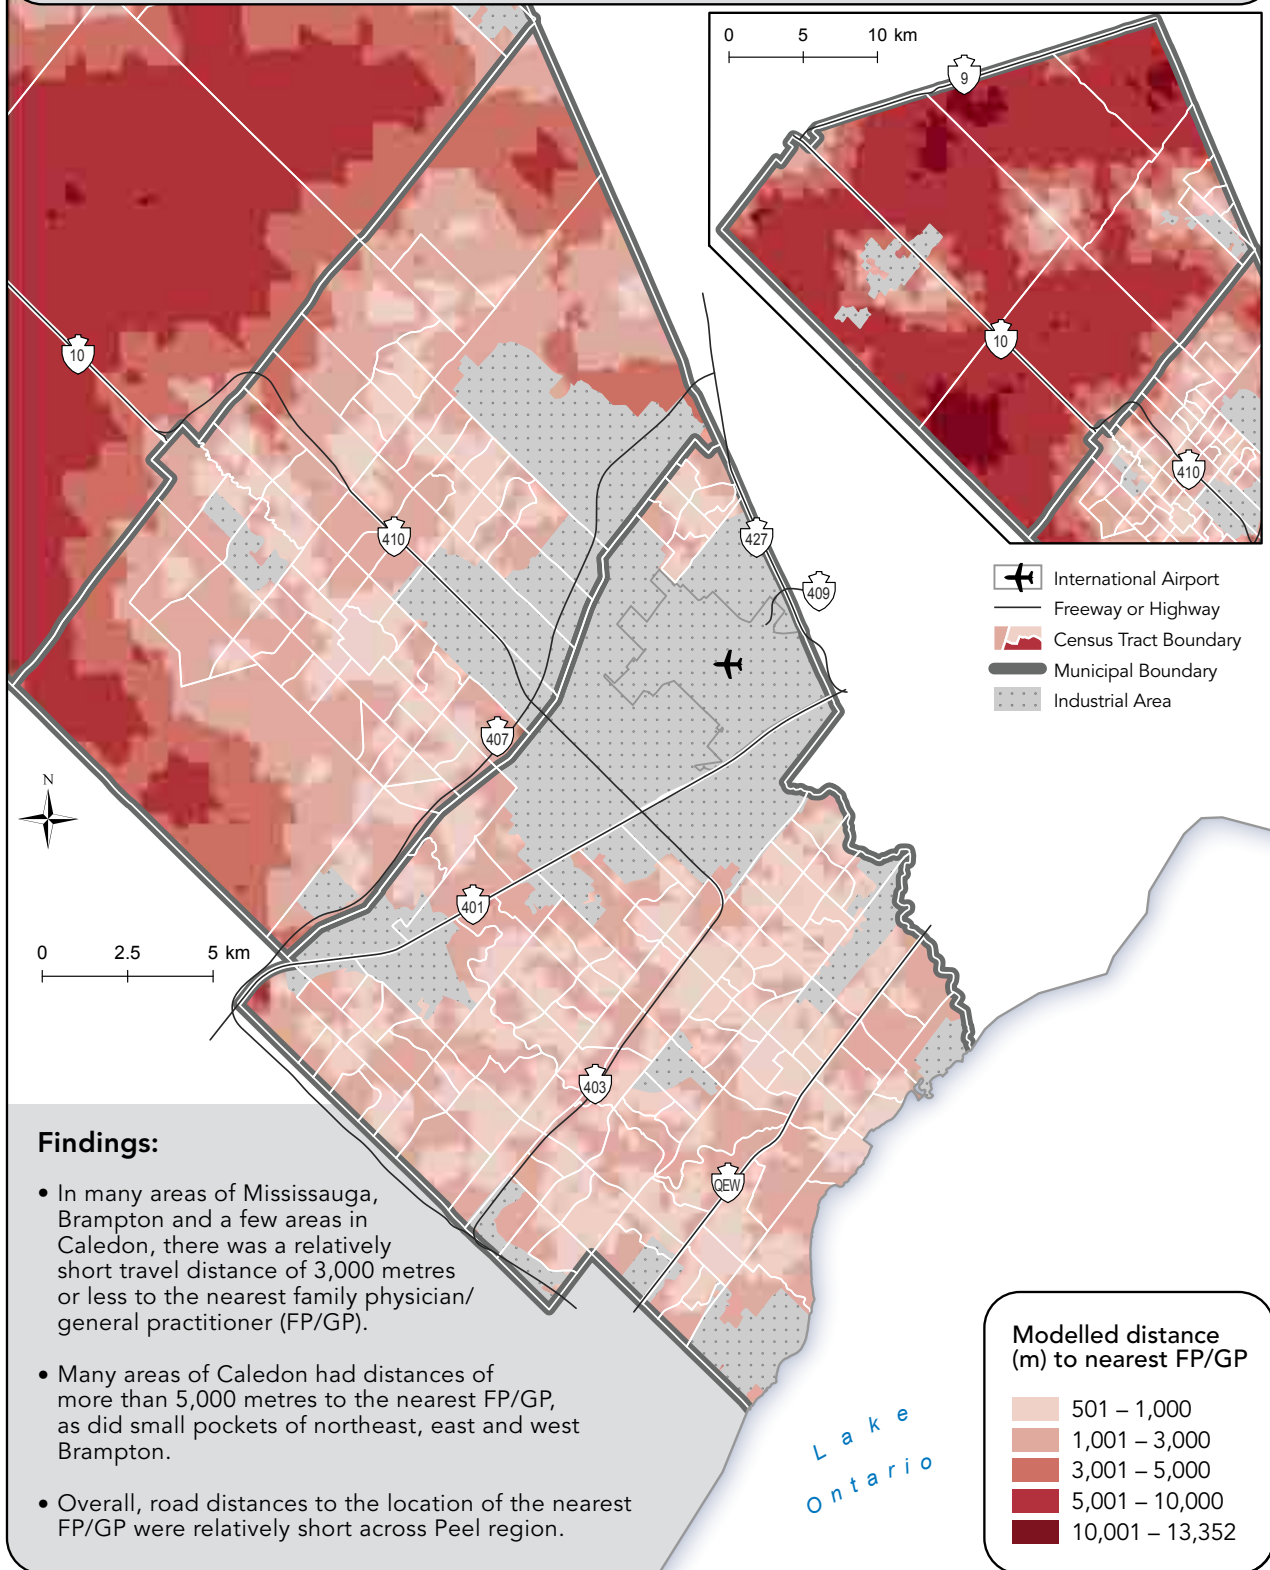 0 5 10 km
9
10
410
10
410
427
409
407
401
403
QEW
N
0 2.5 5 km
International Airport
Freeway or Highway
Census Tract Boundary
Municipal Boundary
Industrial Area
Findings:
• In many areas of Mississauga,
Brampton and a few areas in
Caledon, there was a relatively
short travel distance of 3,000 metres
or less to the nearest family physician/
general practitioner (FP/GP).
• Many areas of Caledon had distances of
more than 5,000 metres to the nearest FP/GP,
as did small pockets of northeast, east and west
Brampton.
• Overall, road distances to the location of the nearest
FP/GP were relatively short across Peel region.
Lake
Ontario
Modelled distance
(m) to nearest FP/GP
501 – 1,000
1,001 – 3,000
3,001 – 5,000
5,001 – 10,000
10,001 – 13,352